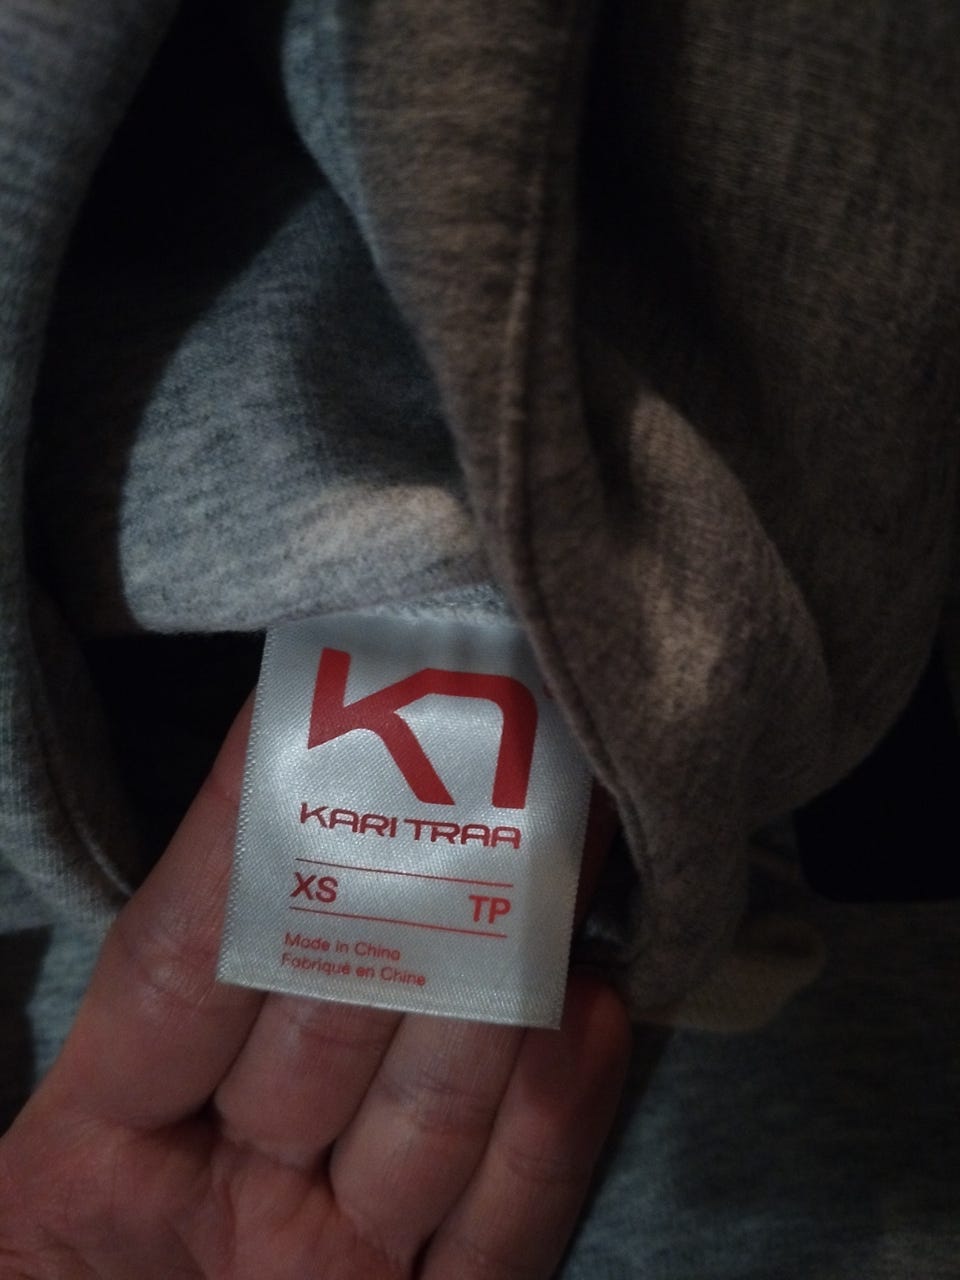 KARI TRAA
XS TP
Made in China
Fabriqué en Chine